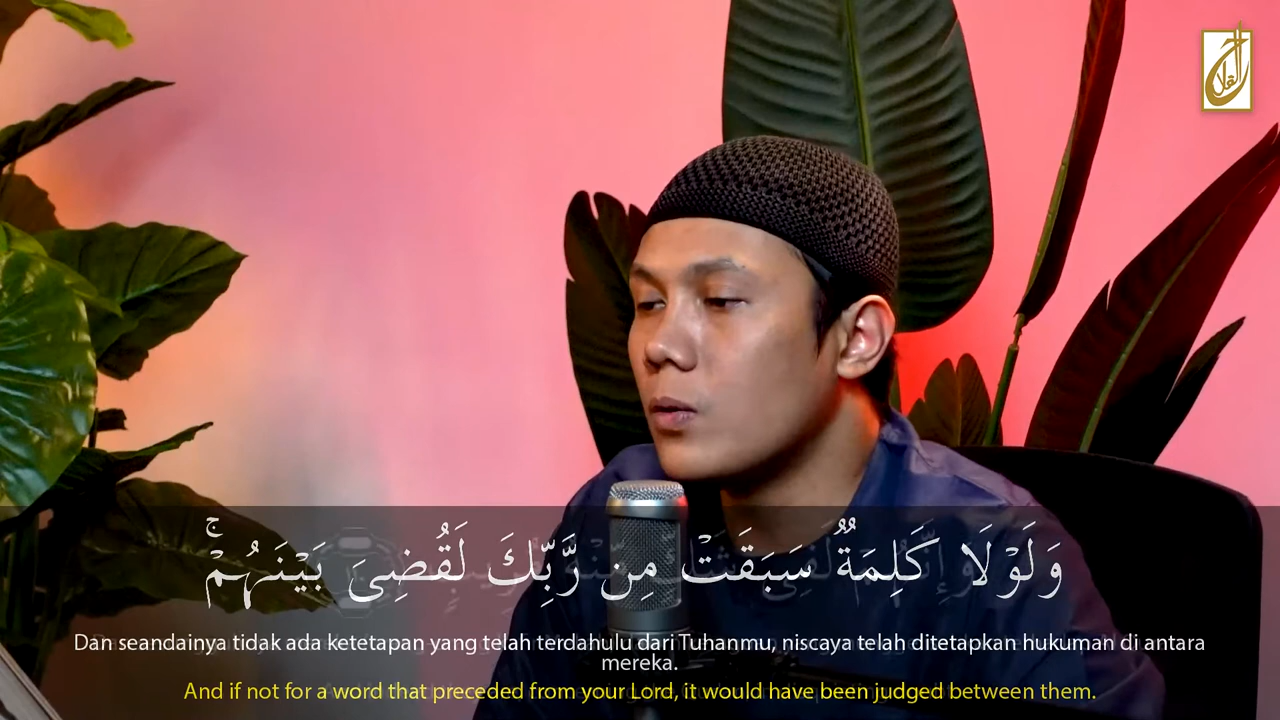 وَلَوْلَا كَلِمَةٌ سَبَقَتْ مِن رَّبِّكَ لَقُضِىَ بَيْنَهُمْ ۚ
Dan seandainya tidak ada ketetapan yang telah terdahulu dari Tuhanmu, niscaya telah ditetapkan hukuman di antara
mereka.
And if not for a word that preceded from your Lord, it would have been judged between them.